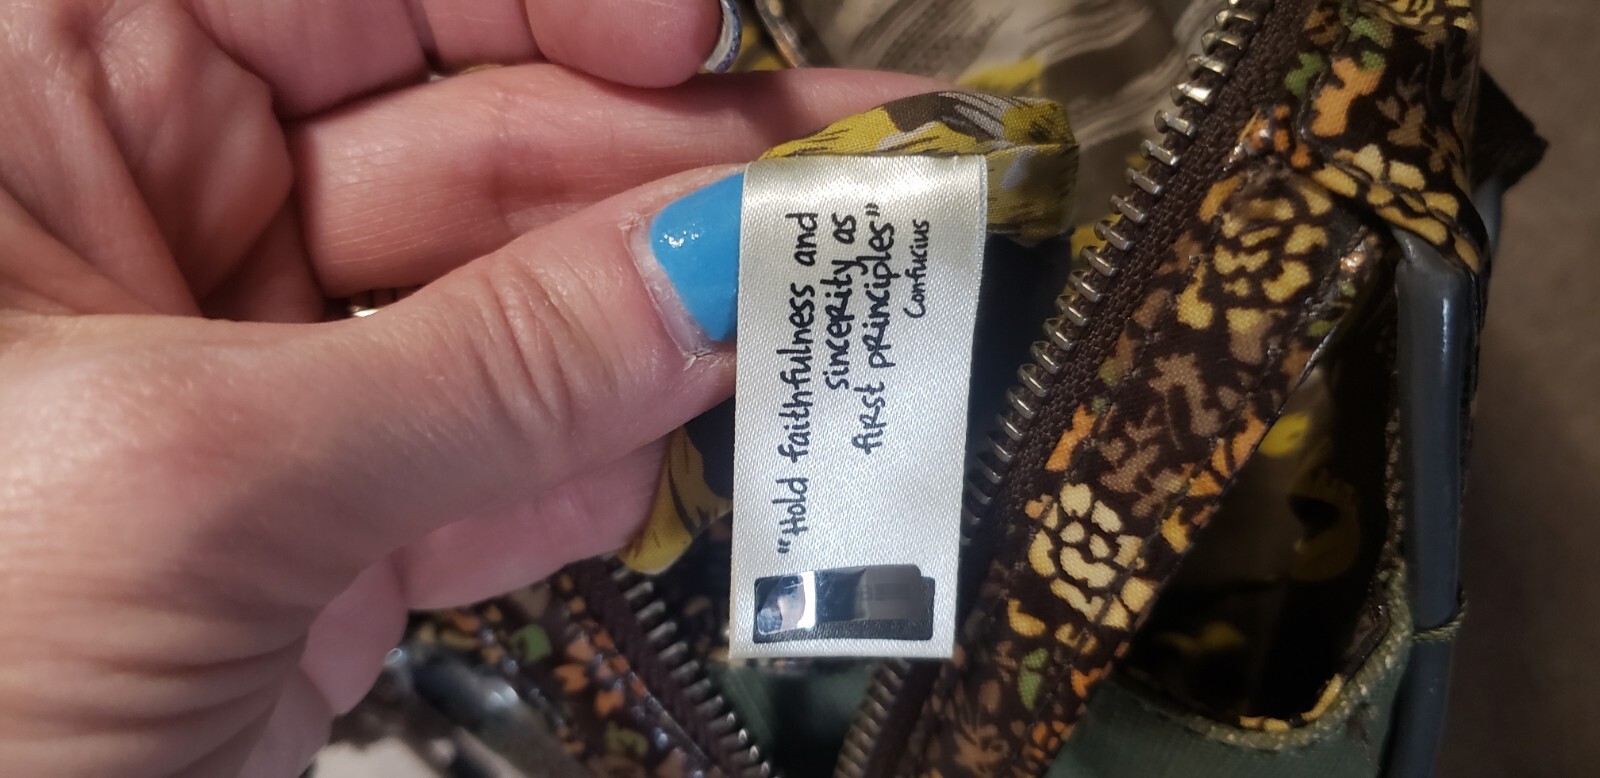 "Hold faithfulness and
sincerity as
first principles"
Confucius